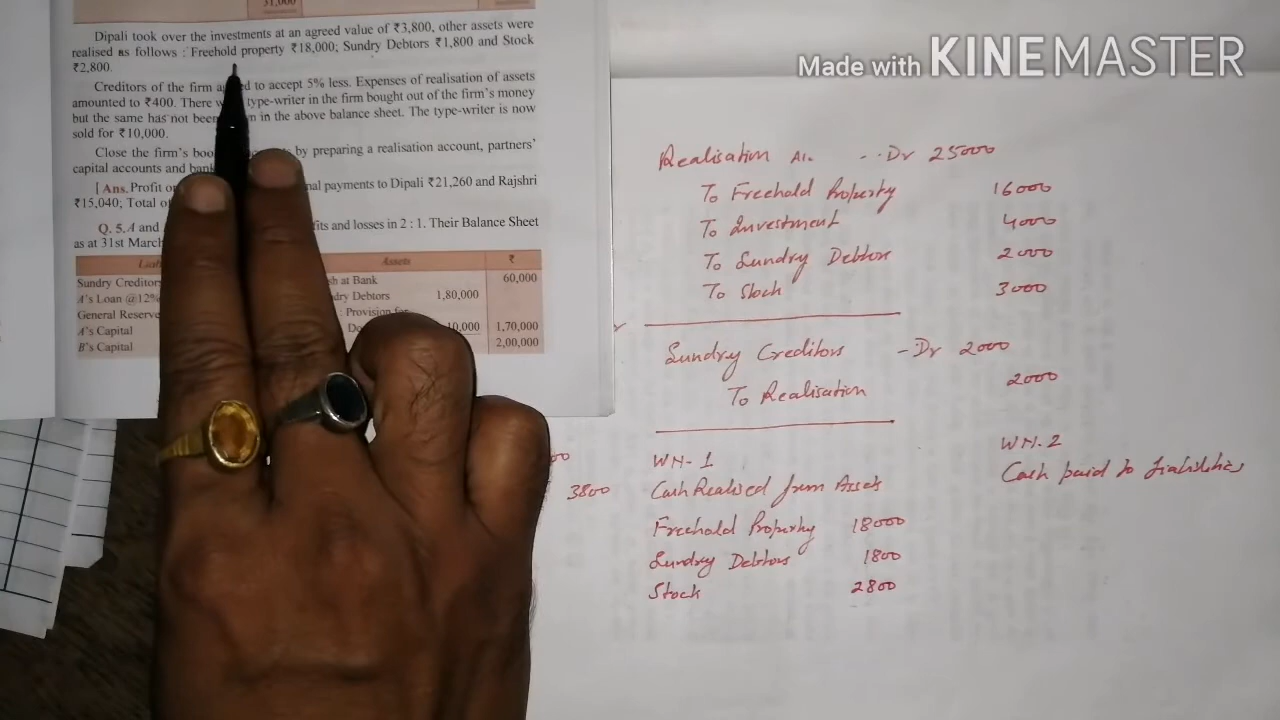 31,000
Dipali took over the investments at an agreed value of ₹3,800, other assets were
realised as follows : Freehold property ₹18,000; Sundry Debtors ₹1,800 and Stock
₹2,800.
Creditors of the firm to accept 5% less. Expenses of realisation of assets
amounted to ₹400. There type-writer in the firm bought out of the firm's money
but the same has not been in the above balance sheet. The type-writer is now
sold for ₹10,000.
Close the firm's by preparing a realisation account, partners'
capital accounts and
[Ans. Profit payments to Dipali ₹21,260 and Rajshri
₹15,040; Total
Q. 5. A and and losses in 2 : 1. Their Balance Sheet
as at 31st March
Assets ₹
Sundry Creditor at Bank 60,000
A's Loan @12% Debtors 1,80,000
General Reserve : Provision for
A's Capital 10,000 1,70,000
B's Capital 2,00,000
Made with KINEMASTER
Realisation A/c --Dr 25000
To Freehold Property 16000
To Investment 4000
To Sundry Debtors 2000
To Stock 3000
Sundry Creditors -Dr 2000
To Realisation 2000
WN-1
3800 Cash Realised from Assets
Freehold Property 18000
Sundry Debtors 1800
Stock 2800
WN.2
Cash paid to Liabilities